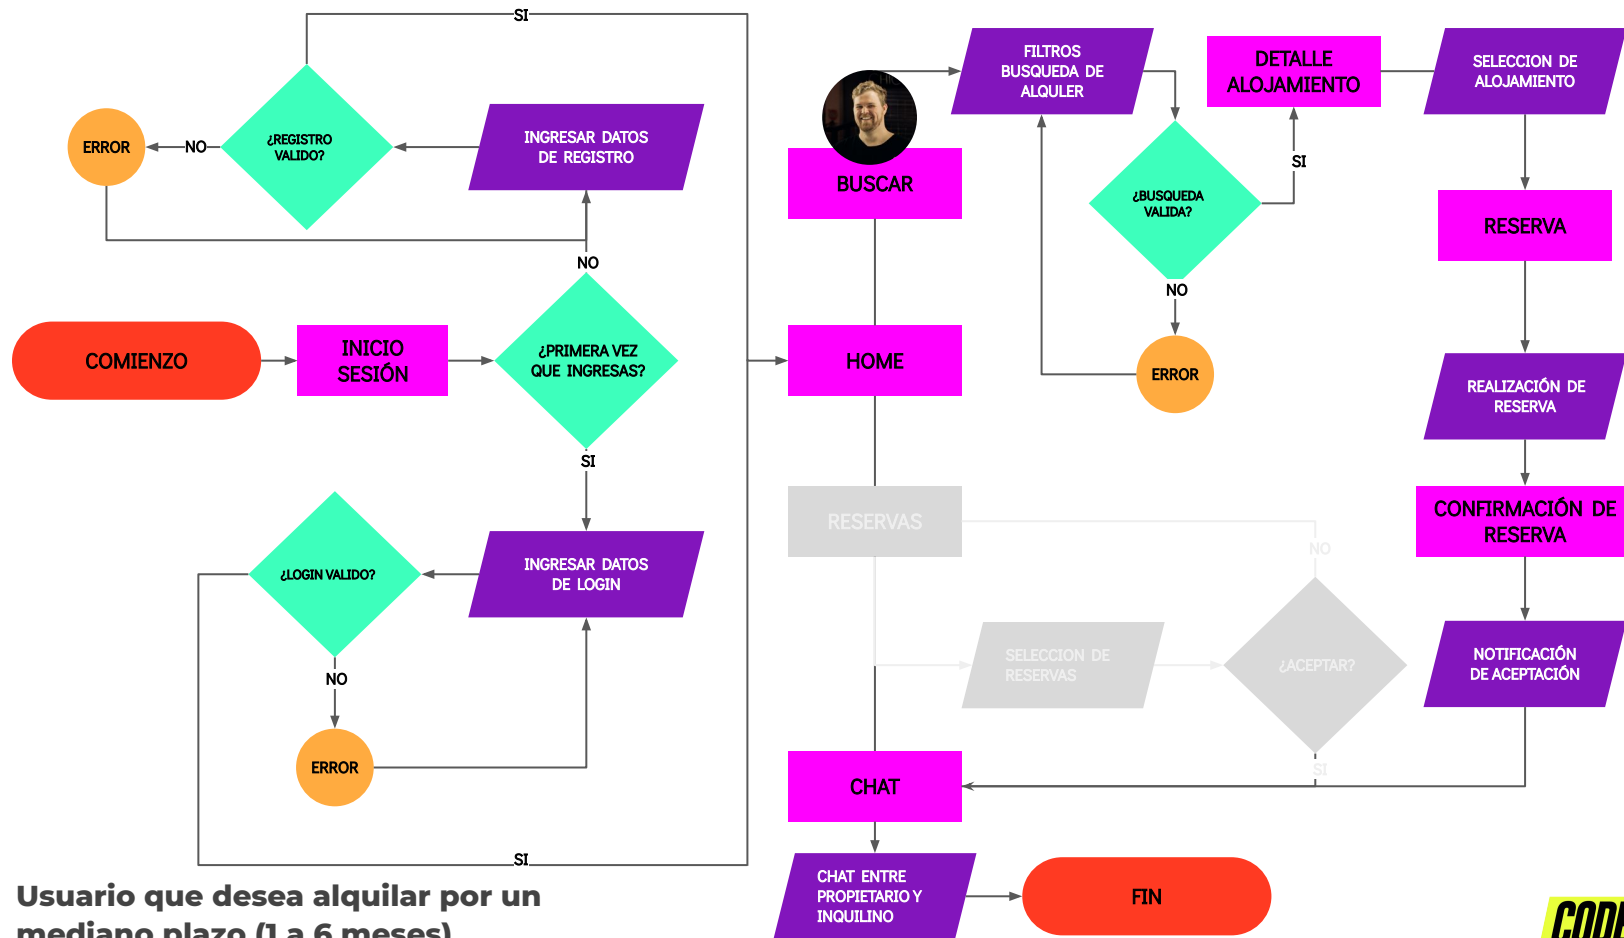 SI
¿REGISTRO
VALIDO?
ERROR
NO
INGRESAR DATOS
DE REGISTRO
NO
COMIENZO
INICIO
SESIÓN
¿PRIMERA VEZ
QUE INGRESAS?
SI
¿LOGIN VALIDO?
INGRESAR DATOS
DE LOGIN
NO
ERROR
SI
BUSCAR
HOME
RESERVAS
CHAT
CHAT ENTRE
PROPIETARIO Y
INQUILINO
FIN
FILTROS
BUSQUEDA DE
ALQULER
¿BUSQUEDA
VALIDA?
SI
NO
ERROR
DETALLE
ALOJAMIENTO
SELECCION DE
ALOJAMIENTO
RESERVA
REALIZACIÓN DE
RESERVA
CONFIRMACIÓN DE
RESERVA
NOTIFICACIÓN
DE ACEPTACIÓN
NO
SELECCION DE
RESERVAS
¿ACEPTAR?
SI
Usuario que desea alquilar por un
mediano plazo (1 a 6 meses)
CODE